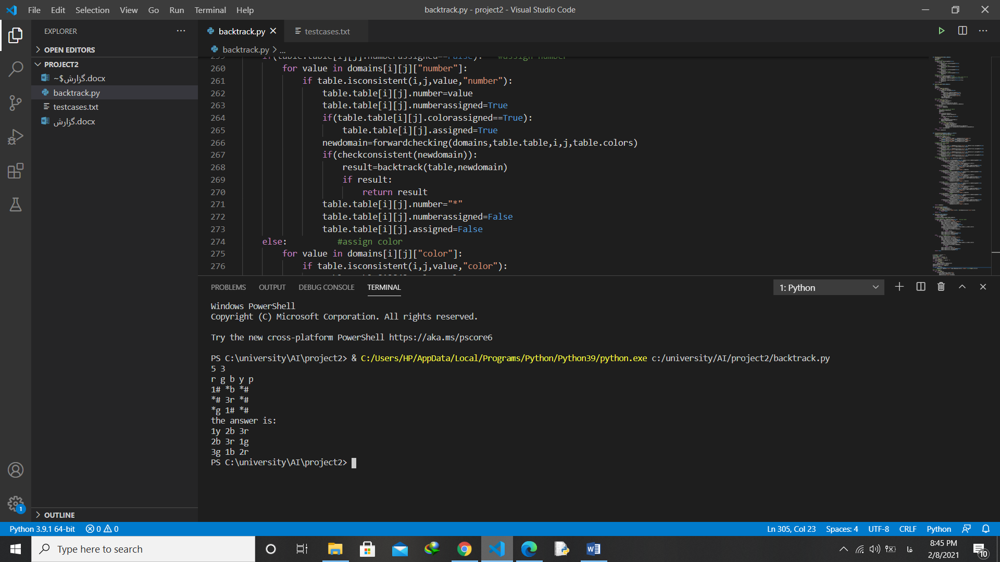 File Edit Selection View Go Run Terminal Help
backtrack.py - project2 - Visual Studio Code
EXPLORER
OPEN EDITORS
PROJECT2
~$گزارش.docx
backtrack.py
testcases.txt
گزارش.docx
OUTLINE
backtrack.py testcases.txt
backtrack.py > ...
259 if(table.table[i][j].numberassigned==False): #assign number
260 for value in domains[i][j]["number"]:
261 if table.isconsistent(i,j,value,"number"):
262 table.table[i][j].number=value
263 table.table[i][j].numberassigned=True
264 if(table.table[i][j].colorassigned==True):
265 table.table[i][j].assigned=True
266 newdomain=forwardchecking(domains,table.table,i,j,table.colors)
267 if(checkconsistent(newdomain)):
268 result=backtrack(table,newdomain)
269 if result:
270 return result
271 table.table[i][j].number="*"
272 table.table[i][j].numberassigned=False
273 table.table[i][j].assigned=False
274 else: #assign color
275 for value in domains[i][j]["color"]:
276 if table.isconsistent(i,j,value,"color"):
PROBLEMS OUTPUT DEBUG CONSOLE TERMINAL
1: Python
Windows PowerShell
Copyright (C) Microsoft Corporation. All rights reserved.
Try the new cross-platform PowerShell https://aka.ms/pscore6
PS C:\university\AI\project2> & C:/Users/HP/AppData/Local/Programs/Python/Python39/python.exe c:/university/AI/project2/backtrack.py
5 3
r g b y p
1# *b *#
*# 3r *#
*g 1# *#
the answer is:
1y 2b 3r
2b 3r 1g
3g 1b 2r
PS C:\university\AI\project2>
1
Python 3.9.1 64-bit 0 0
Ln 305, Col 23 Spaces: 4 UTF-8 CRLF Python
Type here to search
فا
8:45 PM
2/8/2021
10